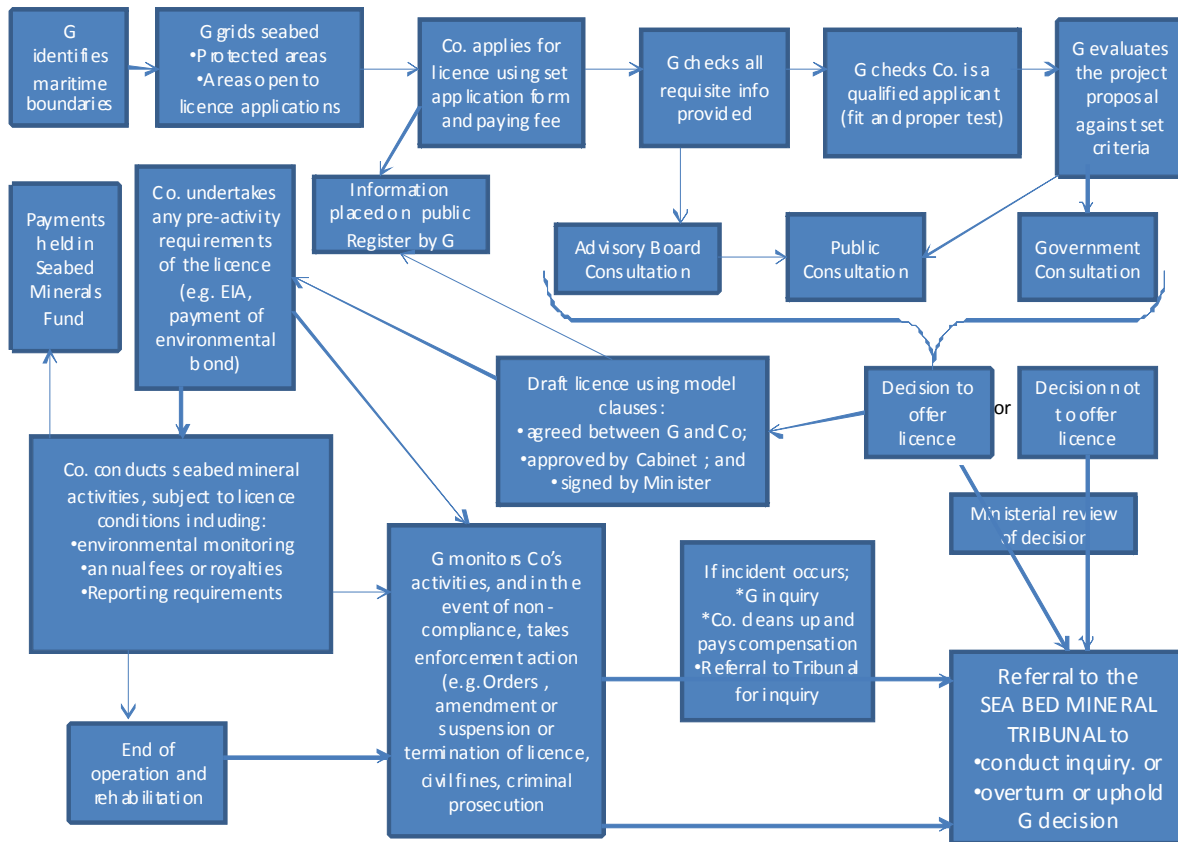 G
identifies
maritime
boundaries
G grids seabed
•Protected areas
•Areas open to
licence applications
Co. applies for
licence using set
application form
and paying fee
G checks all
requisite info
provided
G checks Co. is a
qualified applicant
(fit and proper test)
G evaluates
the project
proposal
against set
criteria
Payments
held in
Seabed
Minerals
Fund
Co. undertakes
any pre-activity
requirements
of the licence
(e.g. EIA,
payment of
environmental
bond)
Information
placed on public
Register by G
Advisory Board
Consultation
Public
Consultation
Government
Consultation
Draft licence using model
clauses:
•agreed between G and Co;
•approved by Cabinet ; and
•signed by Minister
Decision to
offer
licence
or
Decision not
to offer
licence
Ministerial review
of decision
Co. conducts seabed mineral
activities, subject to licence
conditions including:
•environmental monitoring
•annual fees or royalties
•Reporting requirements
G monitors Co's
activities, and in the
event of non-
compliance, takes
enforcement action
(e.g. Orders ,
amendment or
suspension or
termination of licence,
civil fines, criminal
prosecution
If incident occurs;
*G inquiry
*Co. cleans up and
pays compensation
•Referral to Tribunal
for inquiry
Referral to the
SEA BED MINERAL
TRIBUNAL to
•conduct inquiry. or
•overturn or uphold
G decision
End of
operation and
rehabilitation